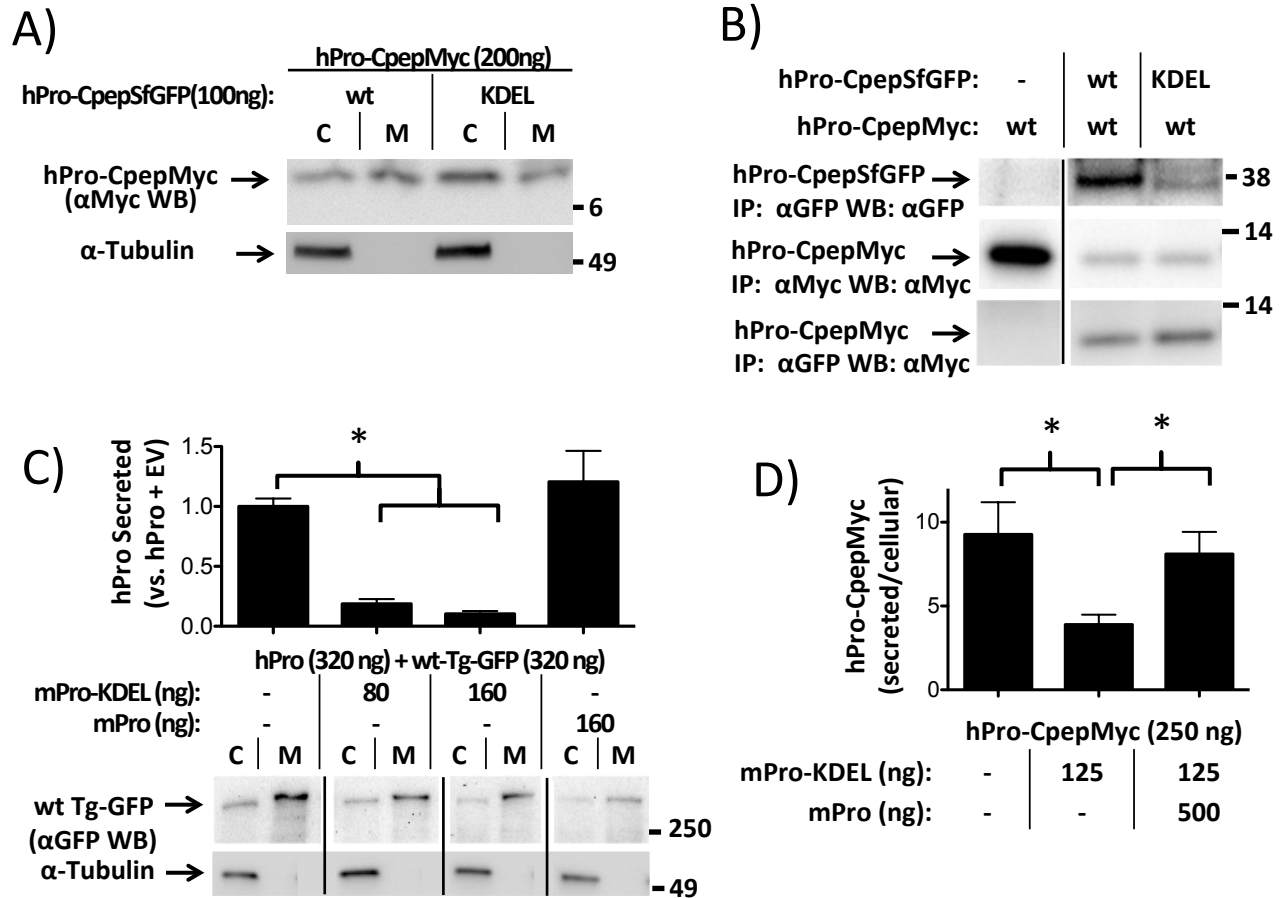 A)
hPro-CpepMyc (200ng)
hPro-CpepSfGFP(100ng): wt KDEL
C M C M
hPro-CpepMyc
(αMyc WB)
6
α-Tubulin
49
B)
hPro-CpepSfGFP: - wt KDEL
hPro-CpepMyc: wt wt wt
hPro-CpepSfGFP
IP: αGFP WB: αGFP
38
14
hPro-CpepMyc
IP: αMyc WB: αMyc
14
hPro-CpepMyc
IP: αGFP WB: αMyc
C)
hPro Secreted
(vs. hPro + EV)
1.5
1.0
0.5
0.0
*
hPro (320 ng) + wt-Tg-GFP (320 ng)
mPro-KDEL (ng): - 80 160 -
mPro (ng): - - - 160
C M C M C M C M
wt Tg-GFP
(αGFP WB)
250
α-Tubulin
49
D)
hPro-CpepMyc
(secreted/cellular)
10
5
0
* *
hPro-CpepMyc (250 ng)
mPro-KDEL (ng): - 125 125
mPro (ng): - - 500